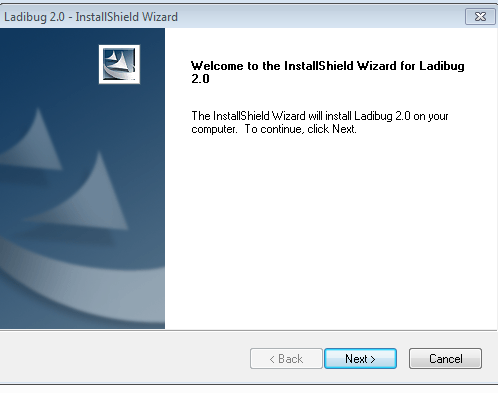 Ladibug 2.0 - InstallShield Wizard
Welcome to the InstallShield Wizard for Ladibug
2.0
The InstallShield Wizard will install Ladibug 2.0 on your
computer. To continue, click Next.
< Back
Next >
Cancel